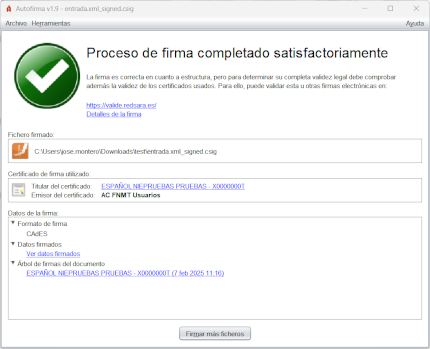 Autofirma v1.9 - entrada.xml_signed.csig
Archivo Herramientas Ayuda
Proceso de firma completado satisfactoriamente
La firma es correcta en cuanto a estructura, pero para determinar su completa validez legal debe comprobar
además la validez de los certificados usados. Para ello, puede validar esta u otras firmas electrónicas en:
https://valide.redsara.es/
Detalles de la firma
Fichero firmado:
C:\Users\jose.montero\Downloads\test\entrada.xml_signed.csig
Certificado de firma utilizado:
Titular del certificado: ESPAÑOL NIEPRUEBAS PRUEBAS - X0000000T
Emisor del certificado: AC FNMT Usuarios
Datos de la firma:
Formato de firma
CAdES
Datos firmados
Ver datos firmados
Árbol de firmas del documento
ESPAÑOL NIEPRUEBAS PRUEBAS - X0000000T (7 feb 2025 11:16)
Firmar más ficheros